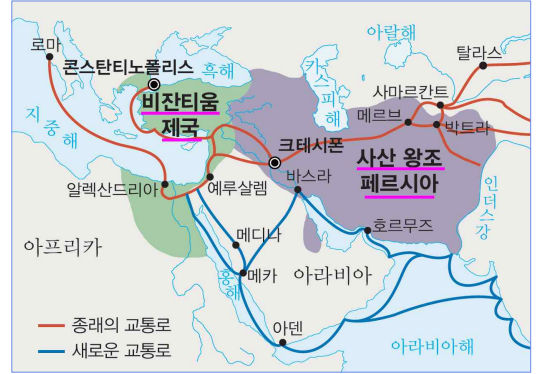 로마
콘스탄티노폴리스
흑해
아랄해
탈라스
카스피해
사마르칸트
비잔티움
제국
메르브
박트라
지중해
크테시폰
사산 왕조
페르시아
알렉산드리아
예루살렘
바스라
인더스강
호르무즈
메디나
아프리카
메카
아라비아
홍해
아덴
아라비아해
종래의 교통로
새로운 교통로